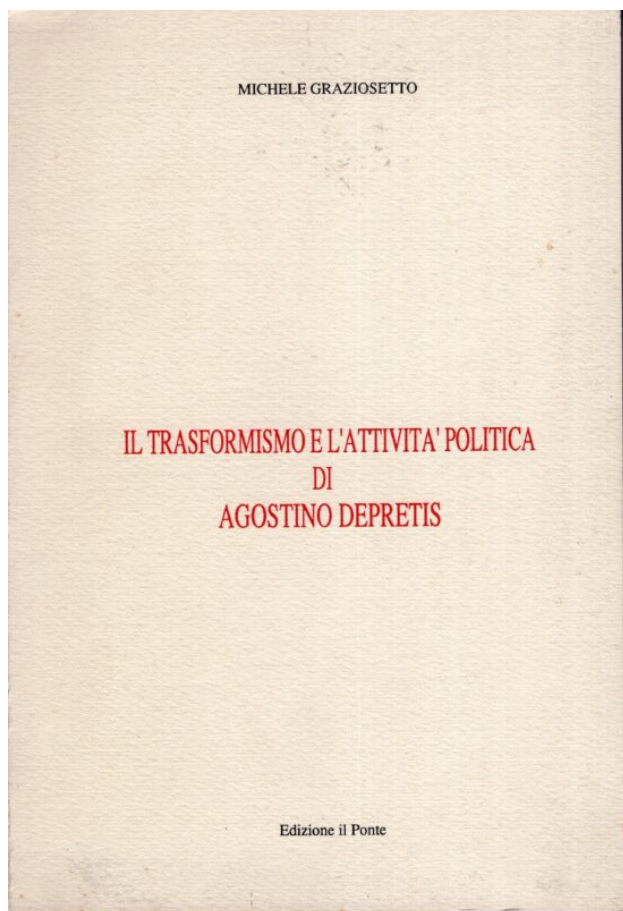 MICHELE GRAZIOSETTO
IL TRASFORMISMO E L'ATTIVITA' POLITICA
DI
AGOSTINO DEPRETIS
Edizione il Ponte